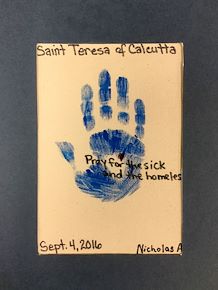 Saint Teresa of Calcutta
Pray for the sick
and the homeles
Sept. 4, 2016
Nicholas A